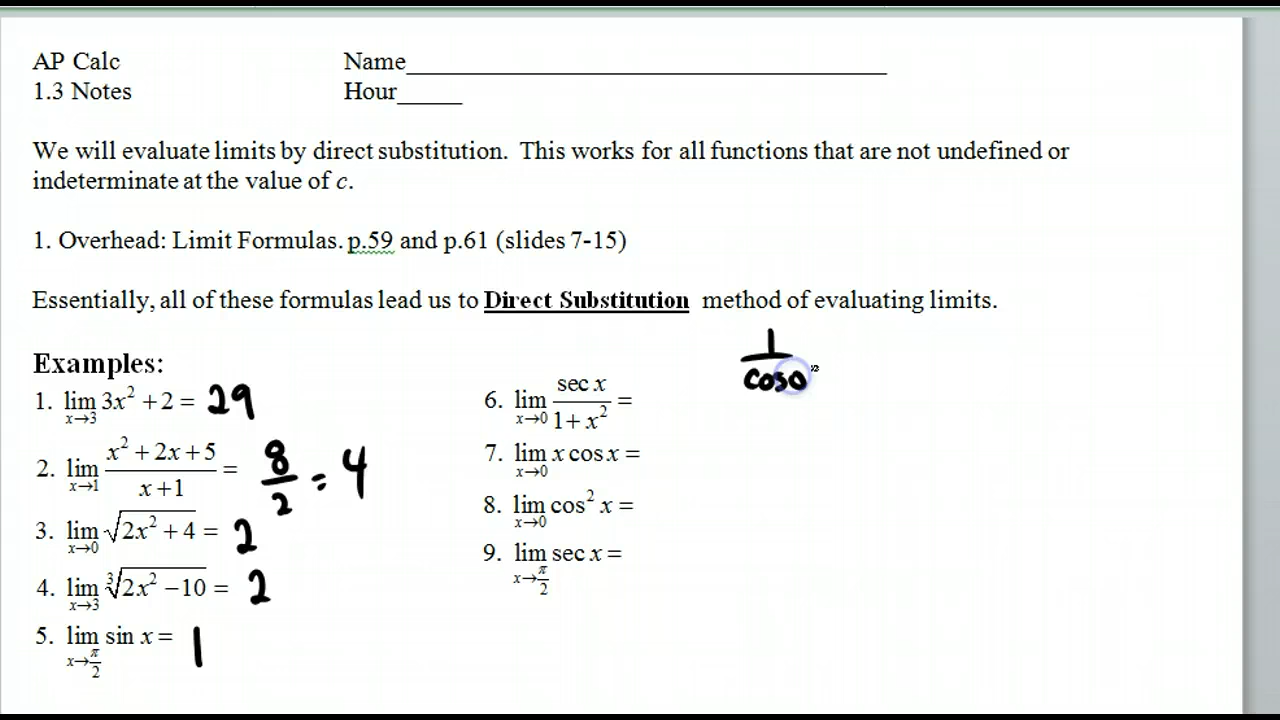 AP Calc Name____________________
1.3 Notes Hour_____
We will evaluate limits by direct substitution. This works for all functions that are not undefined or
indeterminate at the value of c.
1. Overhead: Limit Formulas. p.59 and p.61 (slides 7-15)
Essentially, all of these formulas lead us to Direct Substitution method of evaluating limits.
Examples:
1. lim x→3 3x² + 2 = 29
2. lim x→1 (x² + 2x + 5)/(x + 1) = 8/2 = 4
3. lim x→0 √(2x² + 4) = 2
4. lim x→3 ∛(2x² − 10) = 2
5. lim x→π/2 sin x = 1
1/cos0
6. lim x→0 sec x/(1 + x²) =
7. lim x→0 x cos x =
8. lim x→0 cos² x =
9. lim x→π/2 sec x =